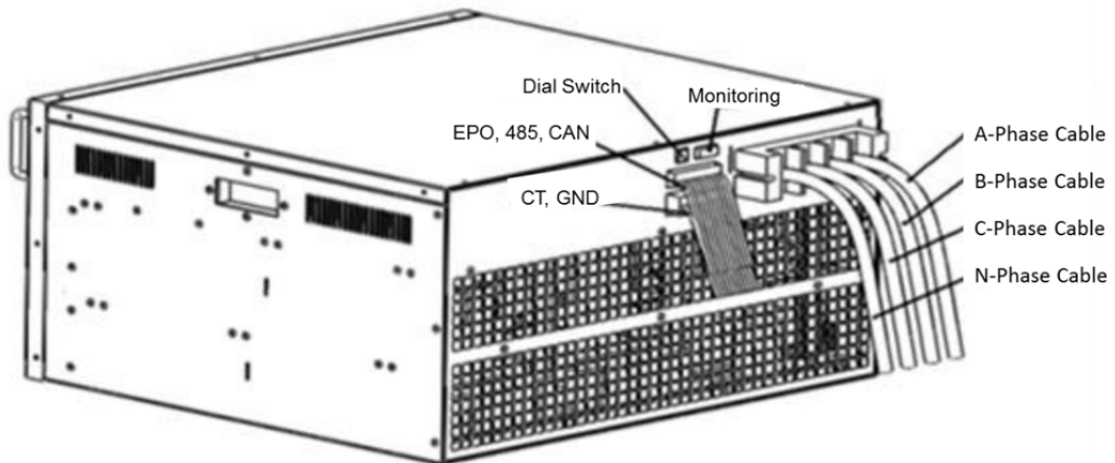 Dial Switch
Monitoring
EPO, 485, CAN
CT, GND
A-Phase Cable
B-Phase Cable
C-Phase Cable
N-Phase Cable